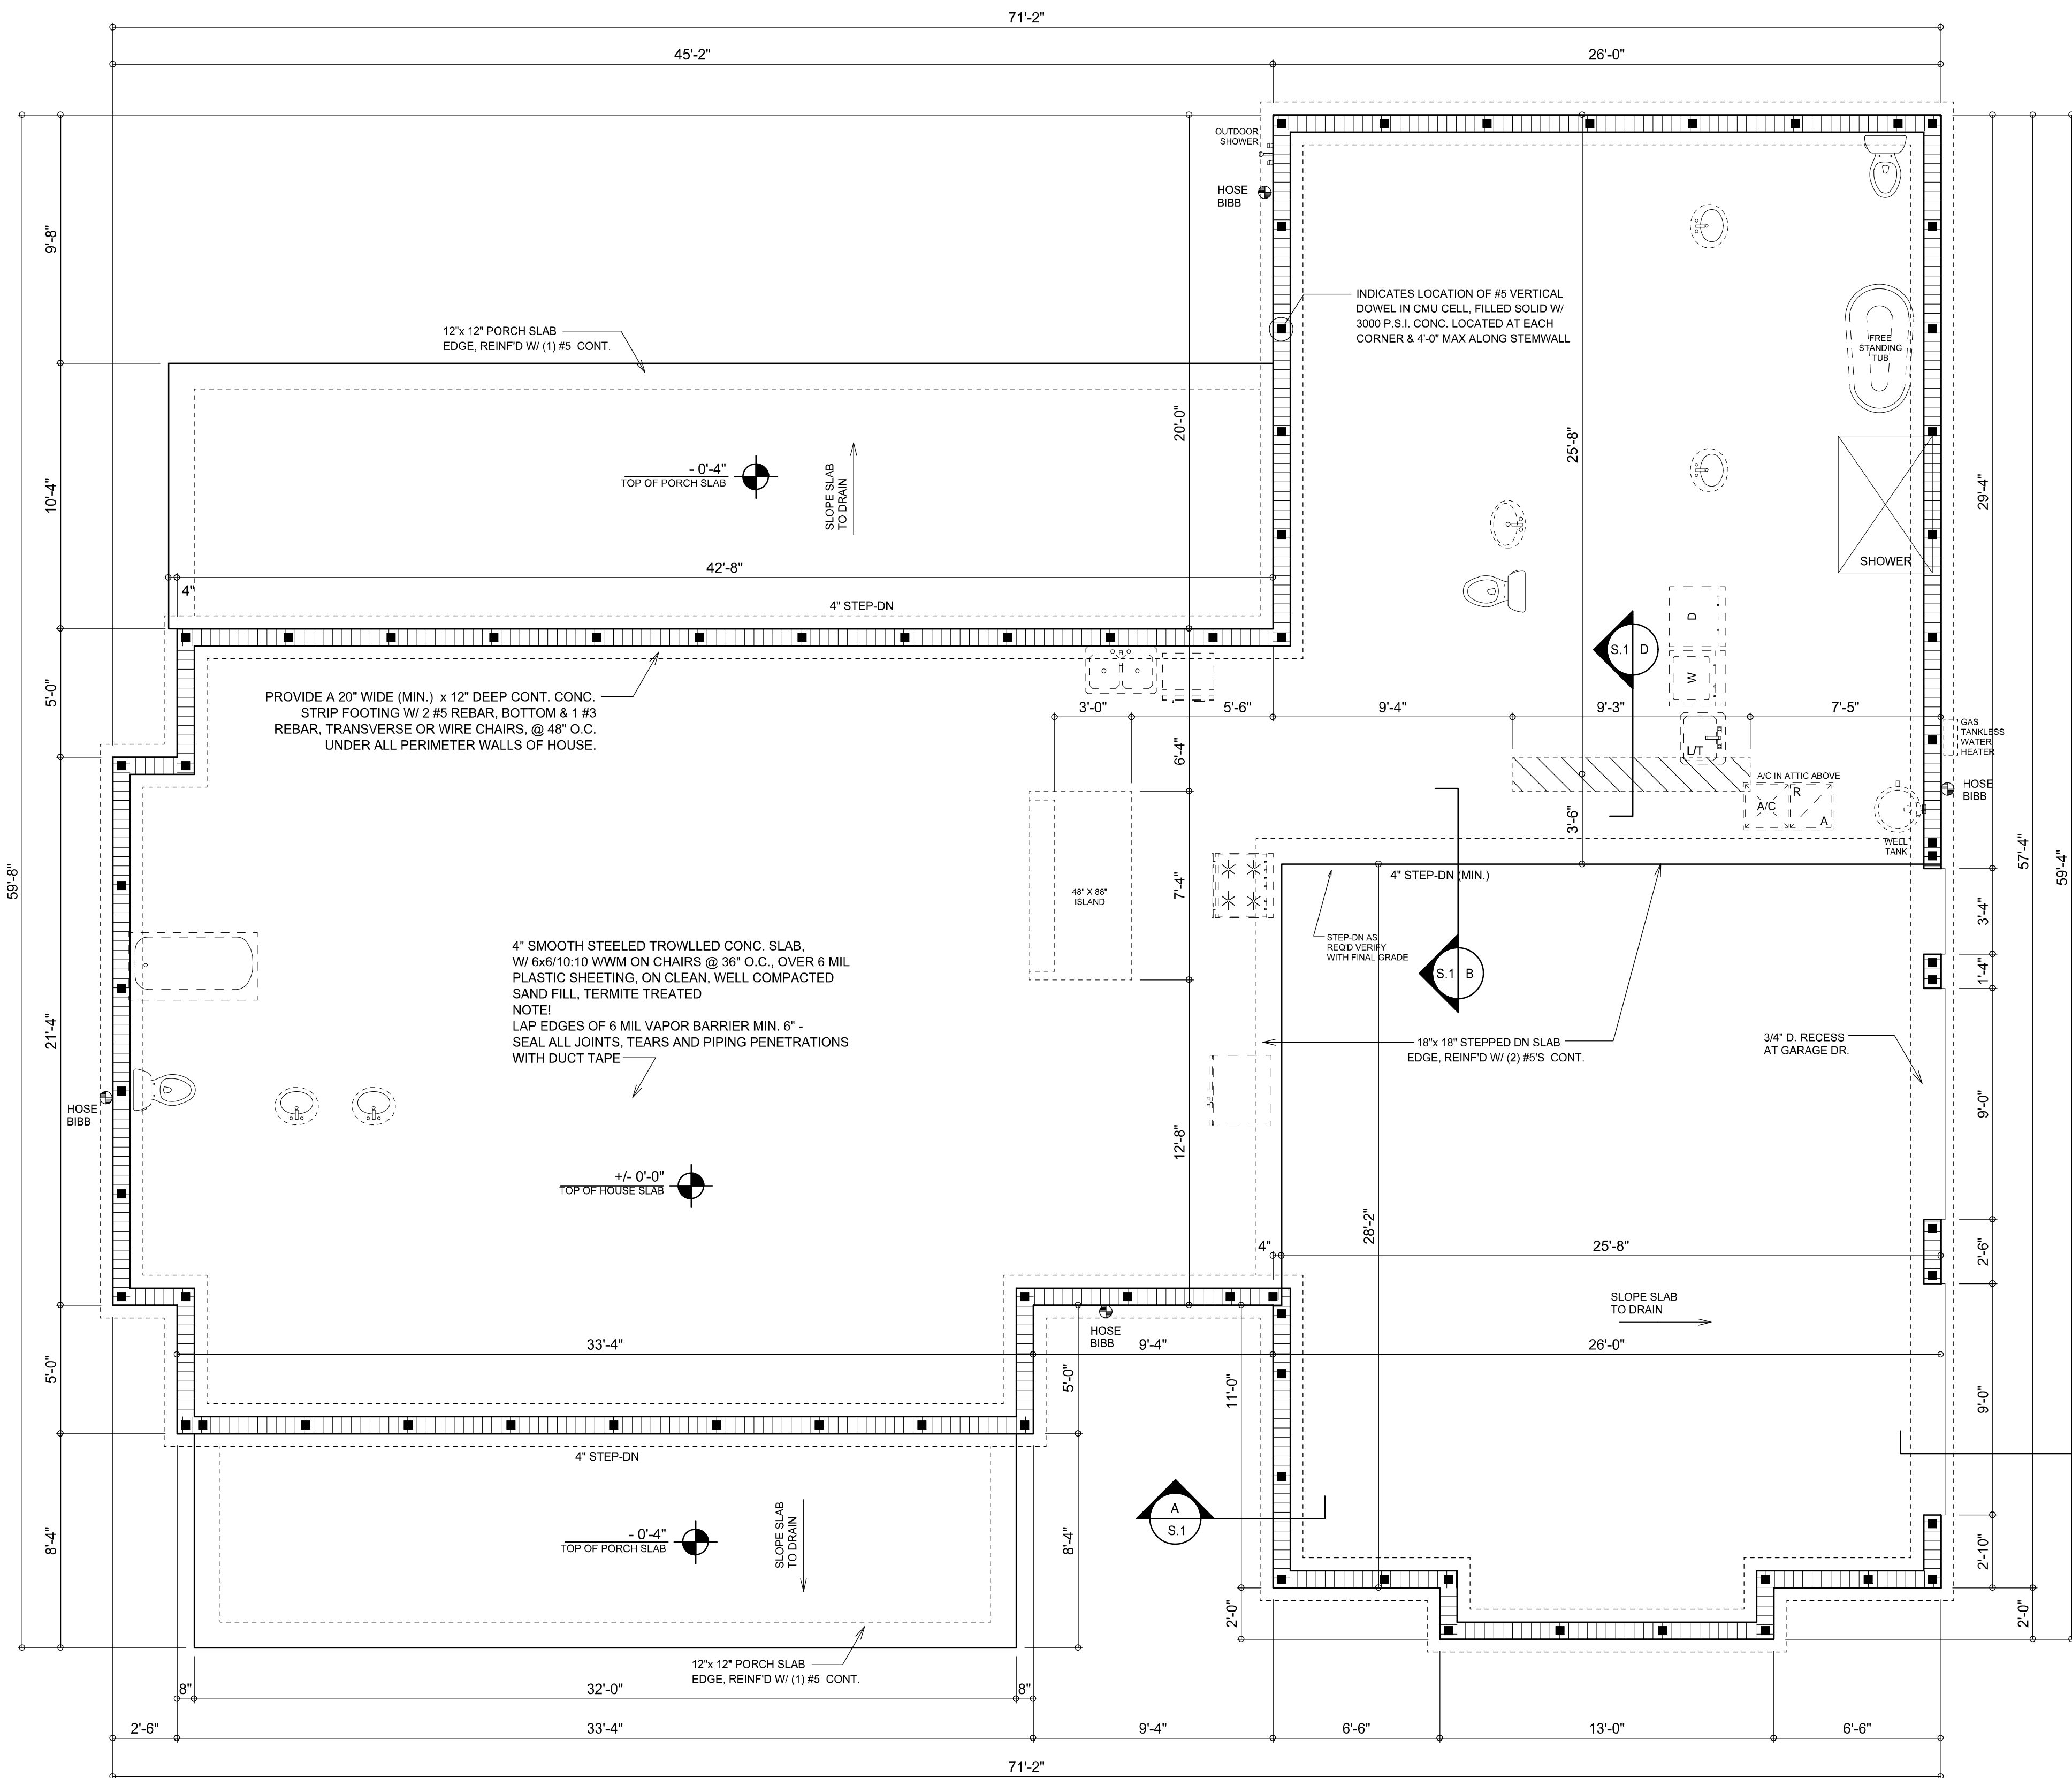 71'-2"
45'-2"
26'-0"
OUTDOOR
SHOWER
HOSE
BIBB
9'-8"
INDICATES LOCATION OF #5 VERTICAL
DOWEL IN CMU CELL, FILLED SOLID W/
3000 P.S.I. CONC. LOCATED AT EACH
CORNER & 4'-0" MAX ALONG STEMWALL
12"x 12" PORCH SLAB
EDGE, REINF'D W/ (1) #5 CONT.
FREE
STANDING
TUB
20'-0"
25'-8"
- 0'-4"
TOP OF PORCH SLAB
SLOPE SLAB
TO DRAIN
10'-4"
29'-4"
SHOWER
42'-8"
4"
4" STEP-DN
D
S.1 D
W
5'-0"
PROVIDE A 20" WIDE (MIN.) x 12" DEEP CONT. CONC.
STRIP FOOTING W/ 2 #5 REBAR, BOTTOM & 1 #3
REBAR, TRANSVERSE OR WIRE CHAIRS, @ 48" O.C.
UNDER ALL PERIMETER WALLS OF HOUSE.
3'-0"
5'-6"
9'-4"
9'-3"
7'-5"
GAS
TANKLESS
WATER
HEATER
6'-4"
L/T
A/C IN ATTIC ABOVE
A/C
R
A
HOSE
BIBB
3'-6"
WELL
TANK
57'-4"
59'-4"
59'-8"
4" STEP-DN (MIN.)
48" X 88"
ISLAND
7'-4"
3'-4"
STEP-DN AS
REQ'D VERIFY
WITH FINAL GRADE
S.1 B
1'-4"
4" SMOOTH STEELED TROWLLED CONC. SLAB,
W/ 6x6/10:10 WWM ON CHAIRS @ 36" O.C., OVER 6 MIL
PLASTIC SHEETING, ON CLEAN, WELL COMPACTED
SAND FILL, TERMITE TREATED
NOTE!
LAP EDGES OF 6 MIL VAPOR BARRIER MIN. 6" -
SEAL ALL JOINTS, TEARS AND PIPING PENETRATIONS
WITH DUCT TAPE
21'-4"
18"x 18" STEPPED DN SLAB
EDGE, REINF'D W/ (2) #5'S CONT.
3/4" D. RECESS
AT GARAGE DR.
HOSE
BIBB
9'-0"
12'-8"
+/- 0'-0"
TOP OF HOUSE SLAB
28'-2"
4"
25'-8"
2'-6"
SLOPE SLAB
TO DRAIN
HOSE
BIBB
33'-4"
9'-4"
26'-0"
5'-0"
5'-0"
11'-0"
9'-0"
4" STEP-DN
A
S.1
- 0'-4"
TOP OF PORCH SLAB
SLOPE SLAB
TO DRAIN
8'-4"
8'-4"
2'-10"
2'-0"
2'-0"
12"x 12" PORCH SLAB
EDGE, REINF'D W/ (1) #5 CONT.
8"
32'-0"
8"
2'-6"
33'-4"
9'-4"
6'-6"
13'-0"
6'-6"
71'-2"